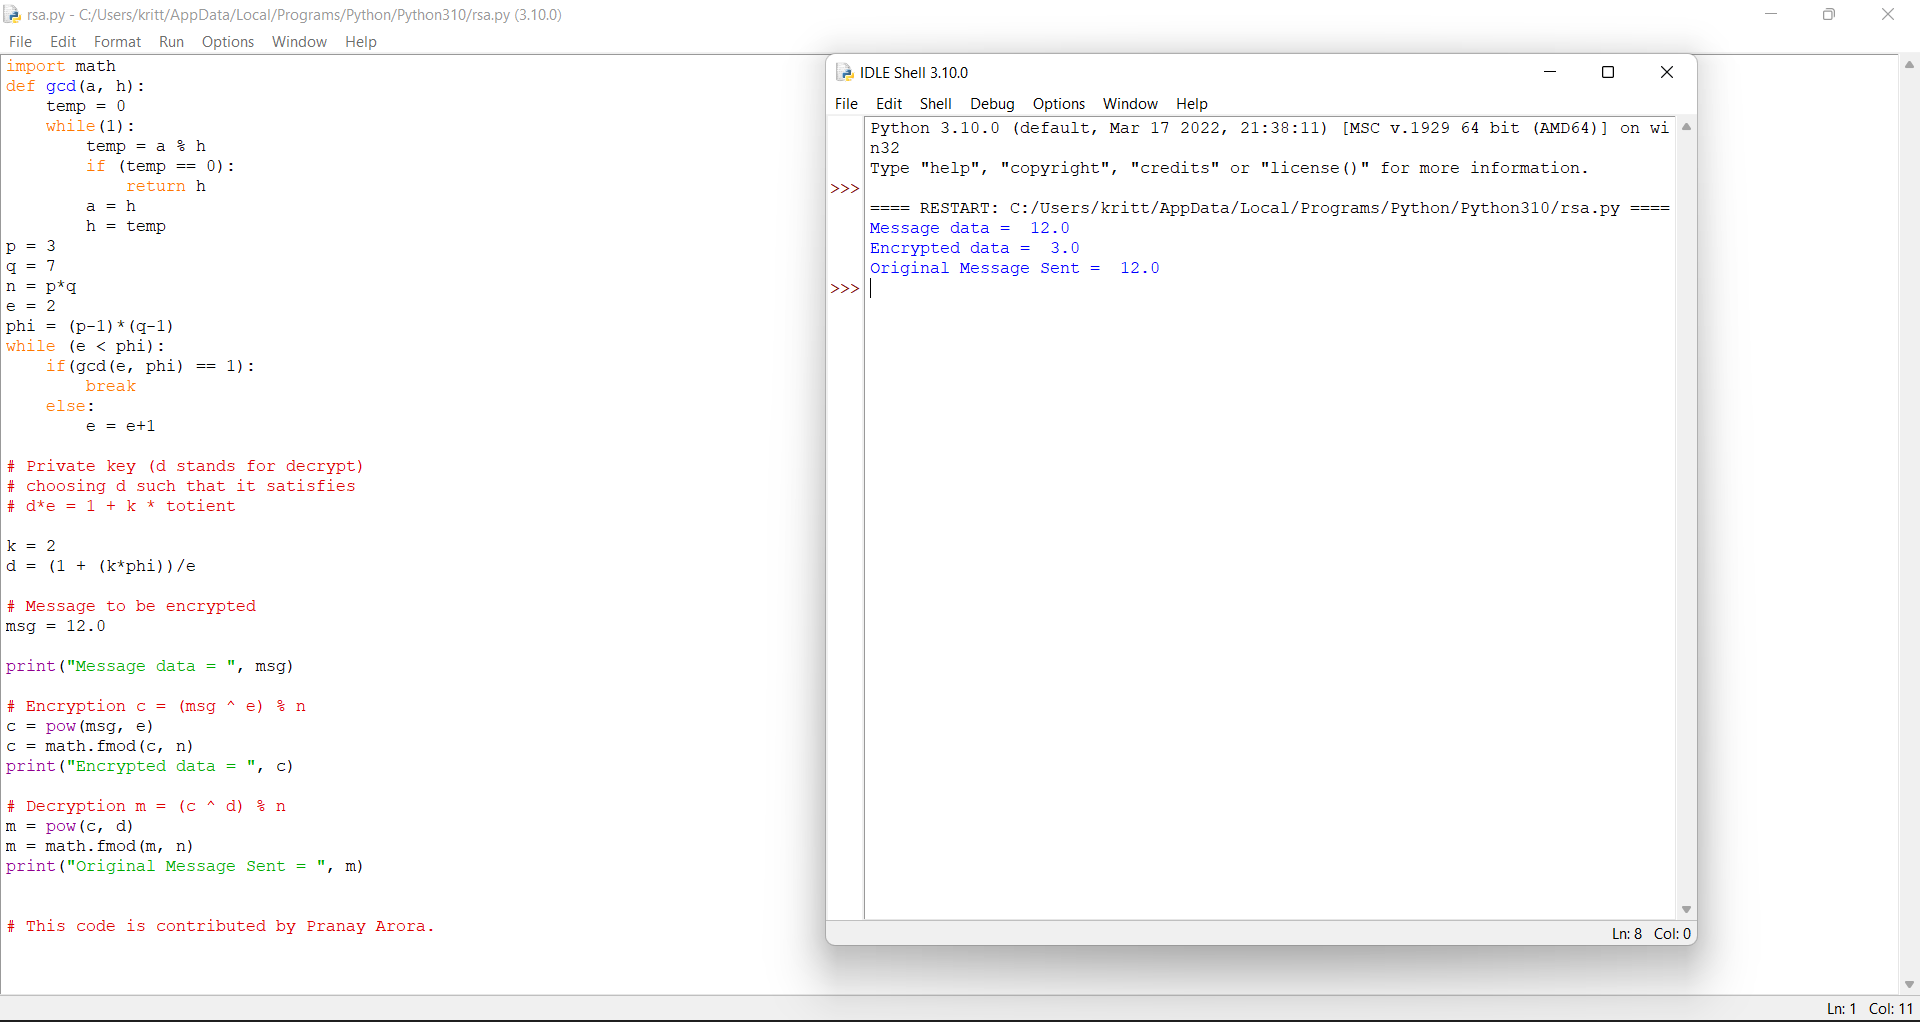 rsa.py - C:/Users/kritt/AppData/Local/Programs/Python/Python310/rsa.py (3.10.0)
File Edit Format Run Options Window Help
import math
def gcd(a, h):
    temp = 0
    while(1):
        temp = a % h
        if (temp == 0):
            return h
        a = h
        h = temp
p = 3
q = 7
n = p*q
e = 2
phi = (p-1)*(q-1)
while (e < phi):
    if(gcd(e, phi) == 1):
        break
    else:
        e = e+1

# Private key (d stands for decrypt)
# choosing d such that it satisfies
# d*e = 1 + k * totient

k = 2
d = (1 + (k*phi))/e

# Message to be encrypted
msg = 12.0

print("Message data = ", msg)

# Encryption c = (msg ^ e) % n
c = pow(msg, e)
c = math.fmod(c, n)
print("Encrypted data = ", c)

# Decryption m = (c ^ d) % n
m = pow(c, d)
m = math.fmod(m, n)
print("Original Message Sent = ", m)

# This code is contributed by Pranay Arora.
Ln: 1 Col: 11
IDLE Shell 3.10.0
File Edit Shell Debug Options Window Help
Python 3.10.0 (default, Mar 17 2022, 21:38:11) [MSC v.1929 64 bit (AMD64)] on wi
n32
Type "help", "copyright", "credits" or "license()" for more information.
>>>
==== RESTART: C:/Users/kritt/AppData/Local/Programs/Python/Python310/rsa.py ====
Message data =  12.0
Encrypted data =  3.0
Original Message Sent =  12.0
>>>
Ln: 8 Col: 0